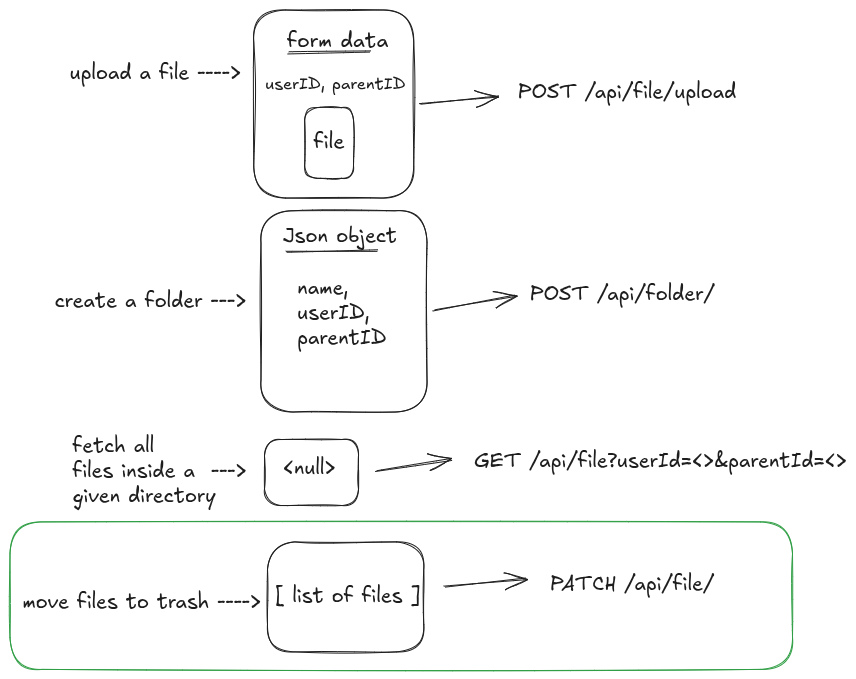 form data
upload a file ---->
userID, parentID
file
POST /api/file/upload
Json object
create a folder --->
name,
userID,
parentID
POST /api/folder/
fetch all
files inside a --->
given directory
<null>
GET /api/file?userId=<>&parentId=<>
move files to trash ---->
[ list of files ]
PATCH /api/file/